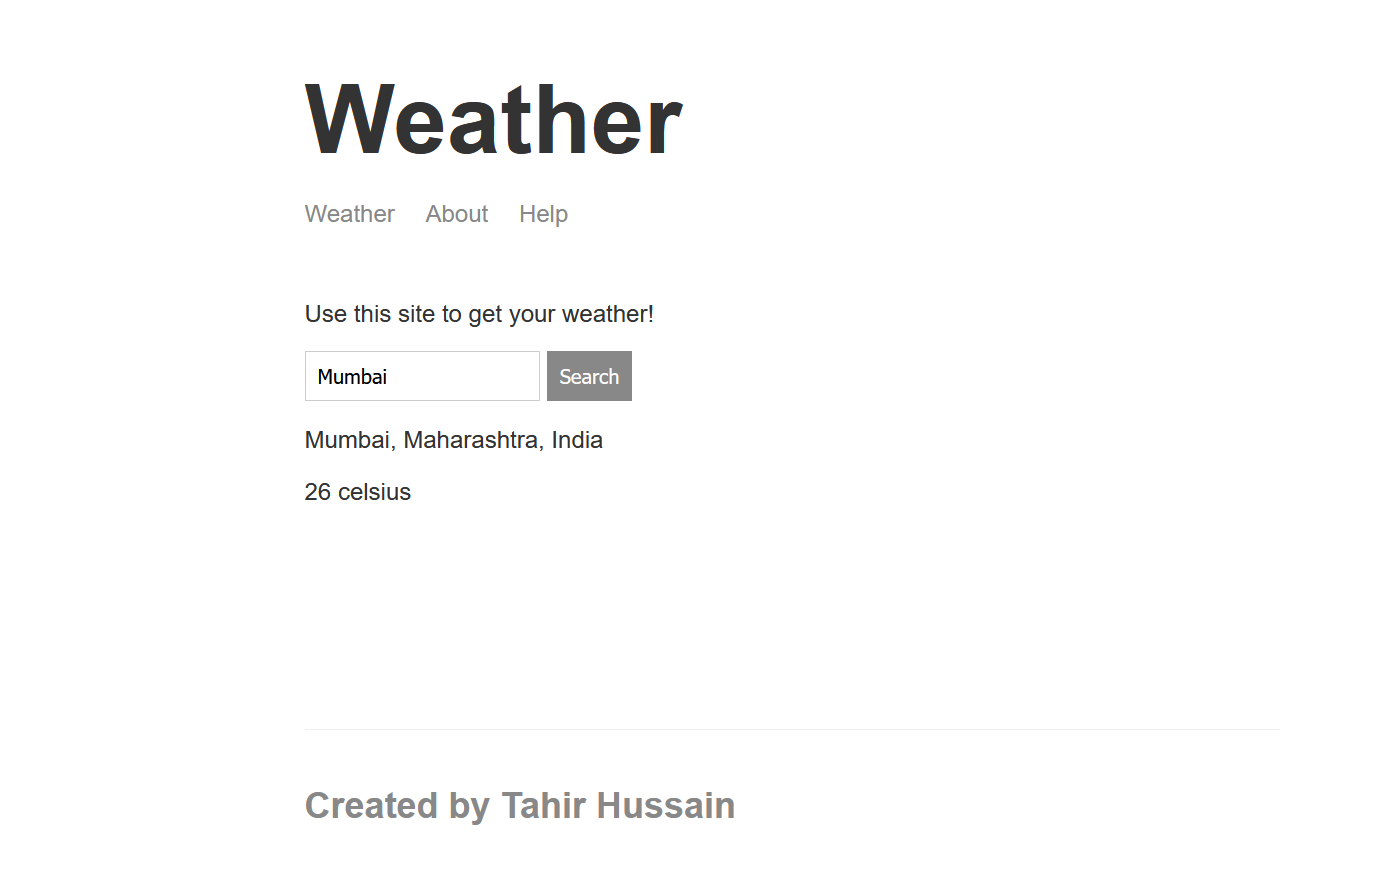 Weather
Weather About Help
Use this site to get your weather!
Mumbai Search
Mumbai, Maharashtra, India
26 celsius
Created by Tahir Hussain